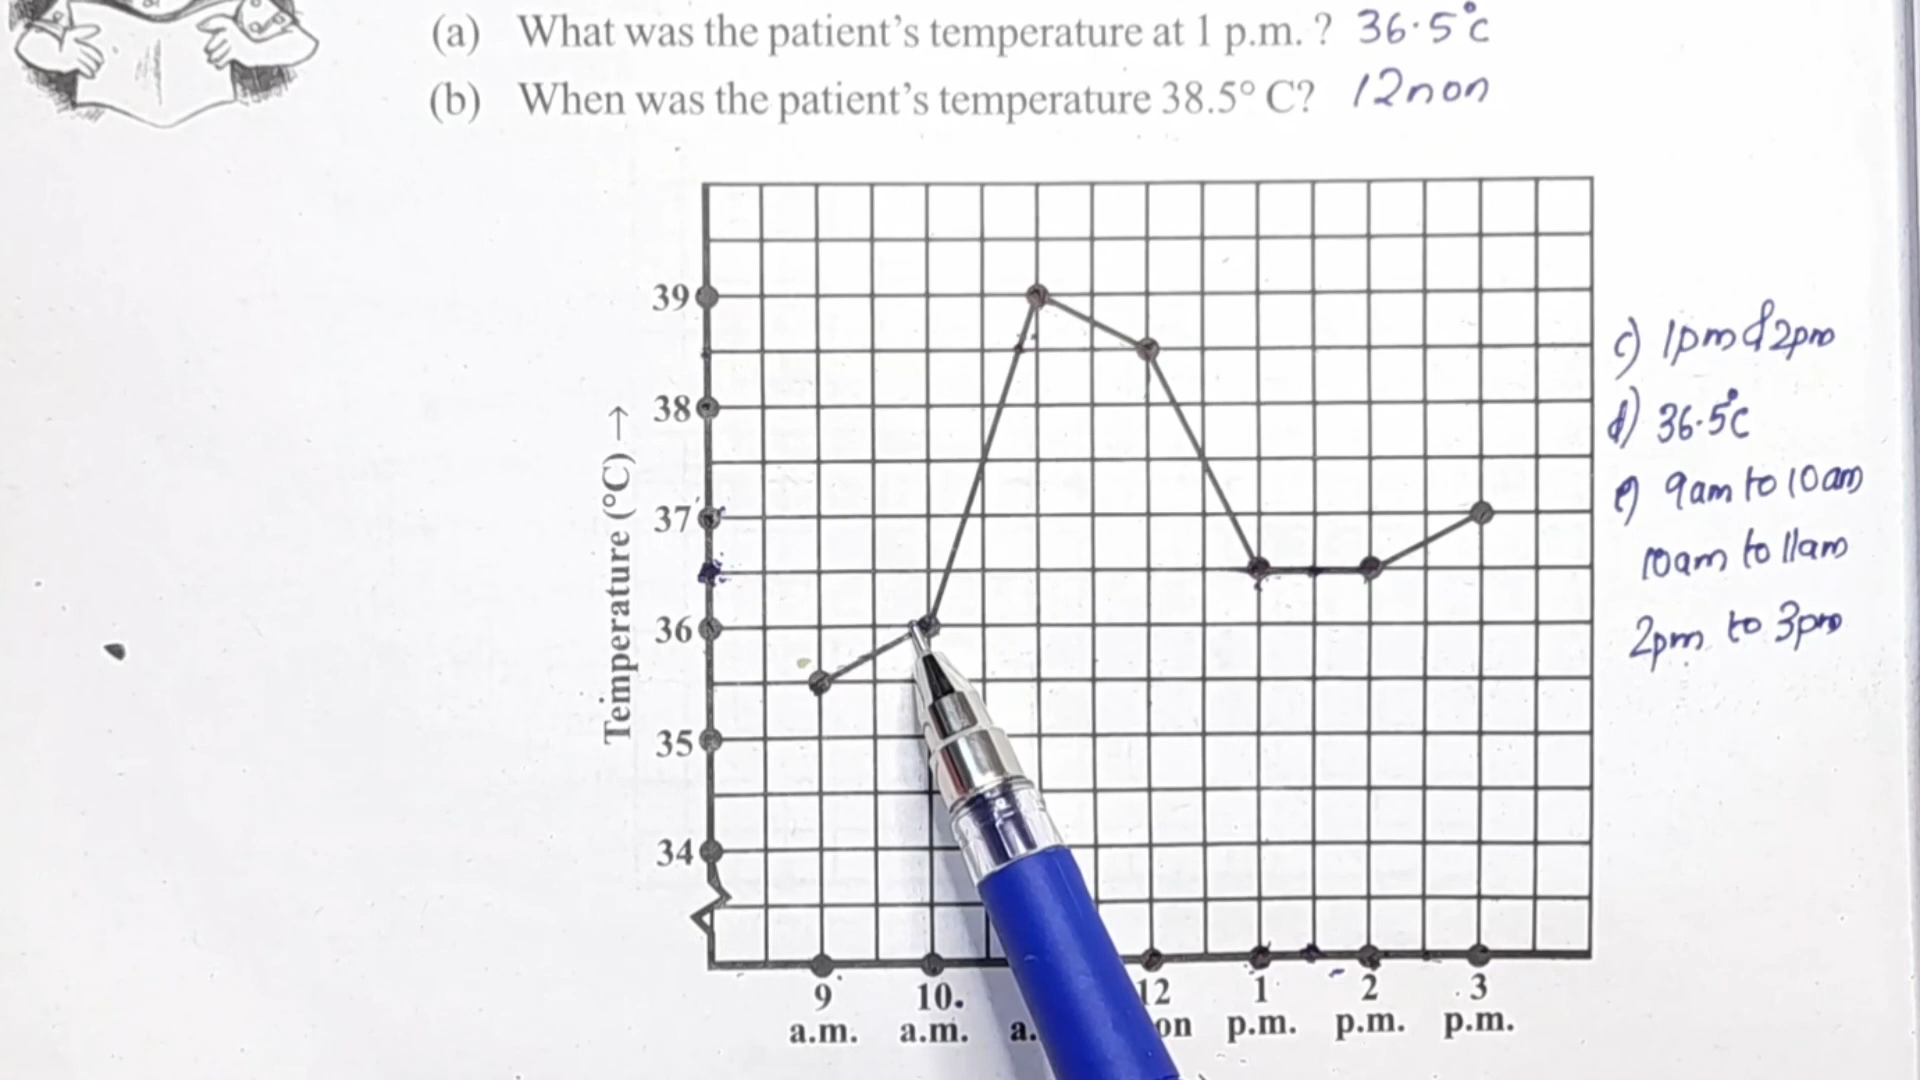 (a) What was the patient's temperature at 1 p.m. ? 36.5°c
(b) When was the patient's temperature 38.5° C? 12non
39
38
37
36
35
34
Temperature (°C) →
c) 1pm & 2pm
d) 36.5°c
e) 9am to 10am
10am to 11am
2pm to 3pm
9 10. 12 1 2 3
a.m. a.m. a. on p.m. p.m. p.m.